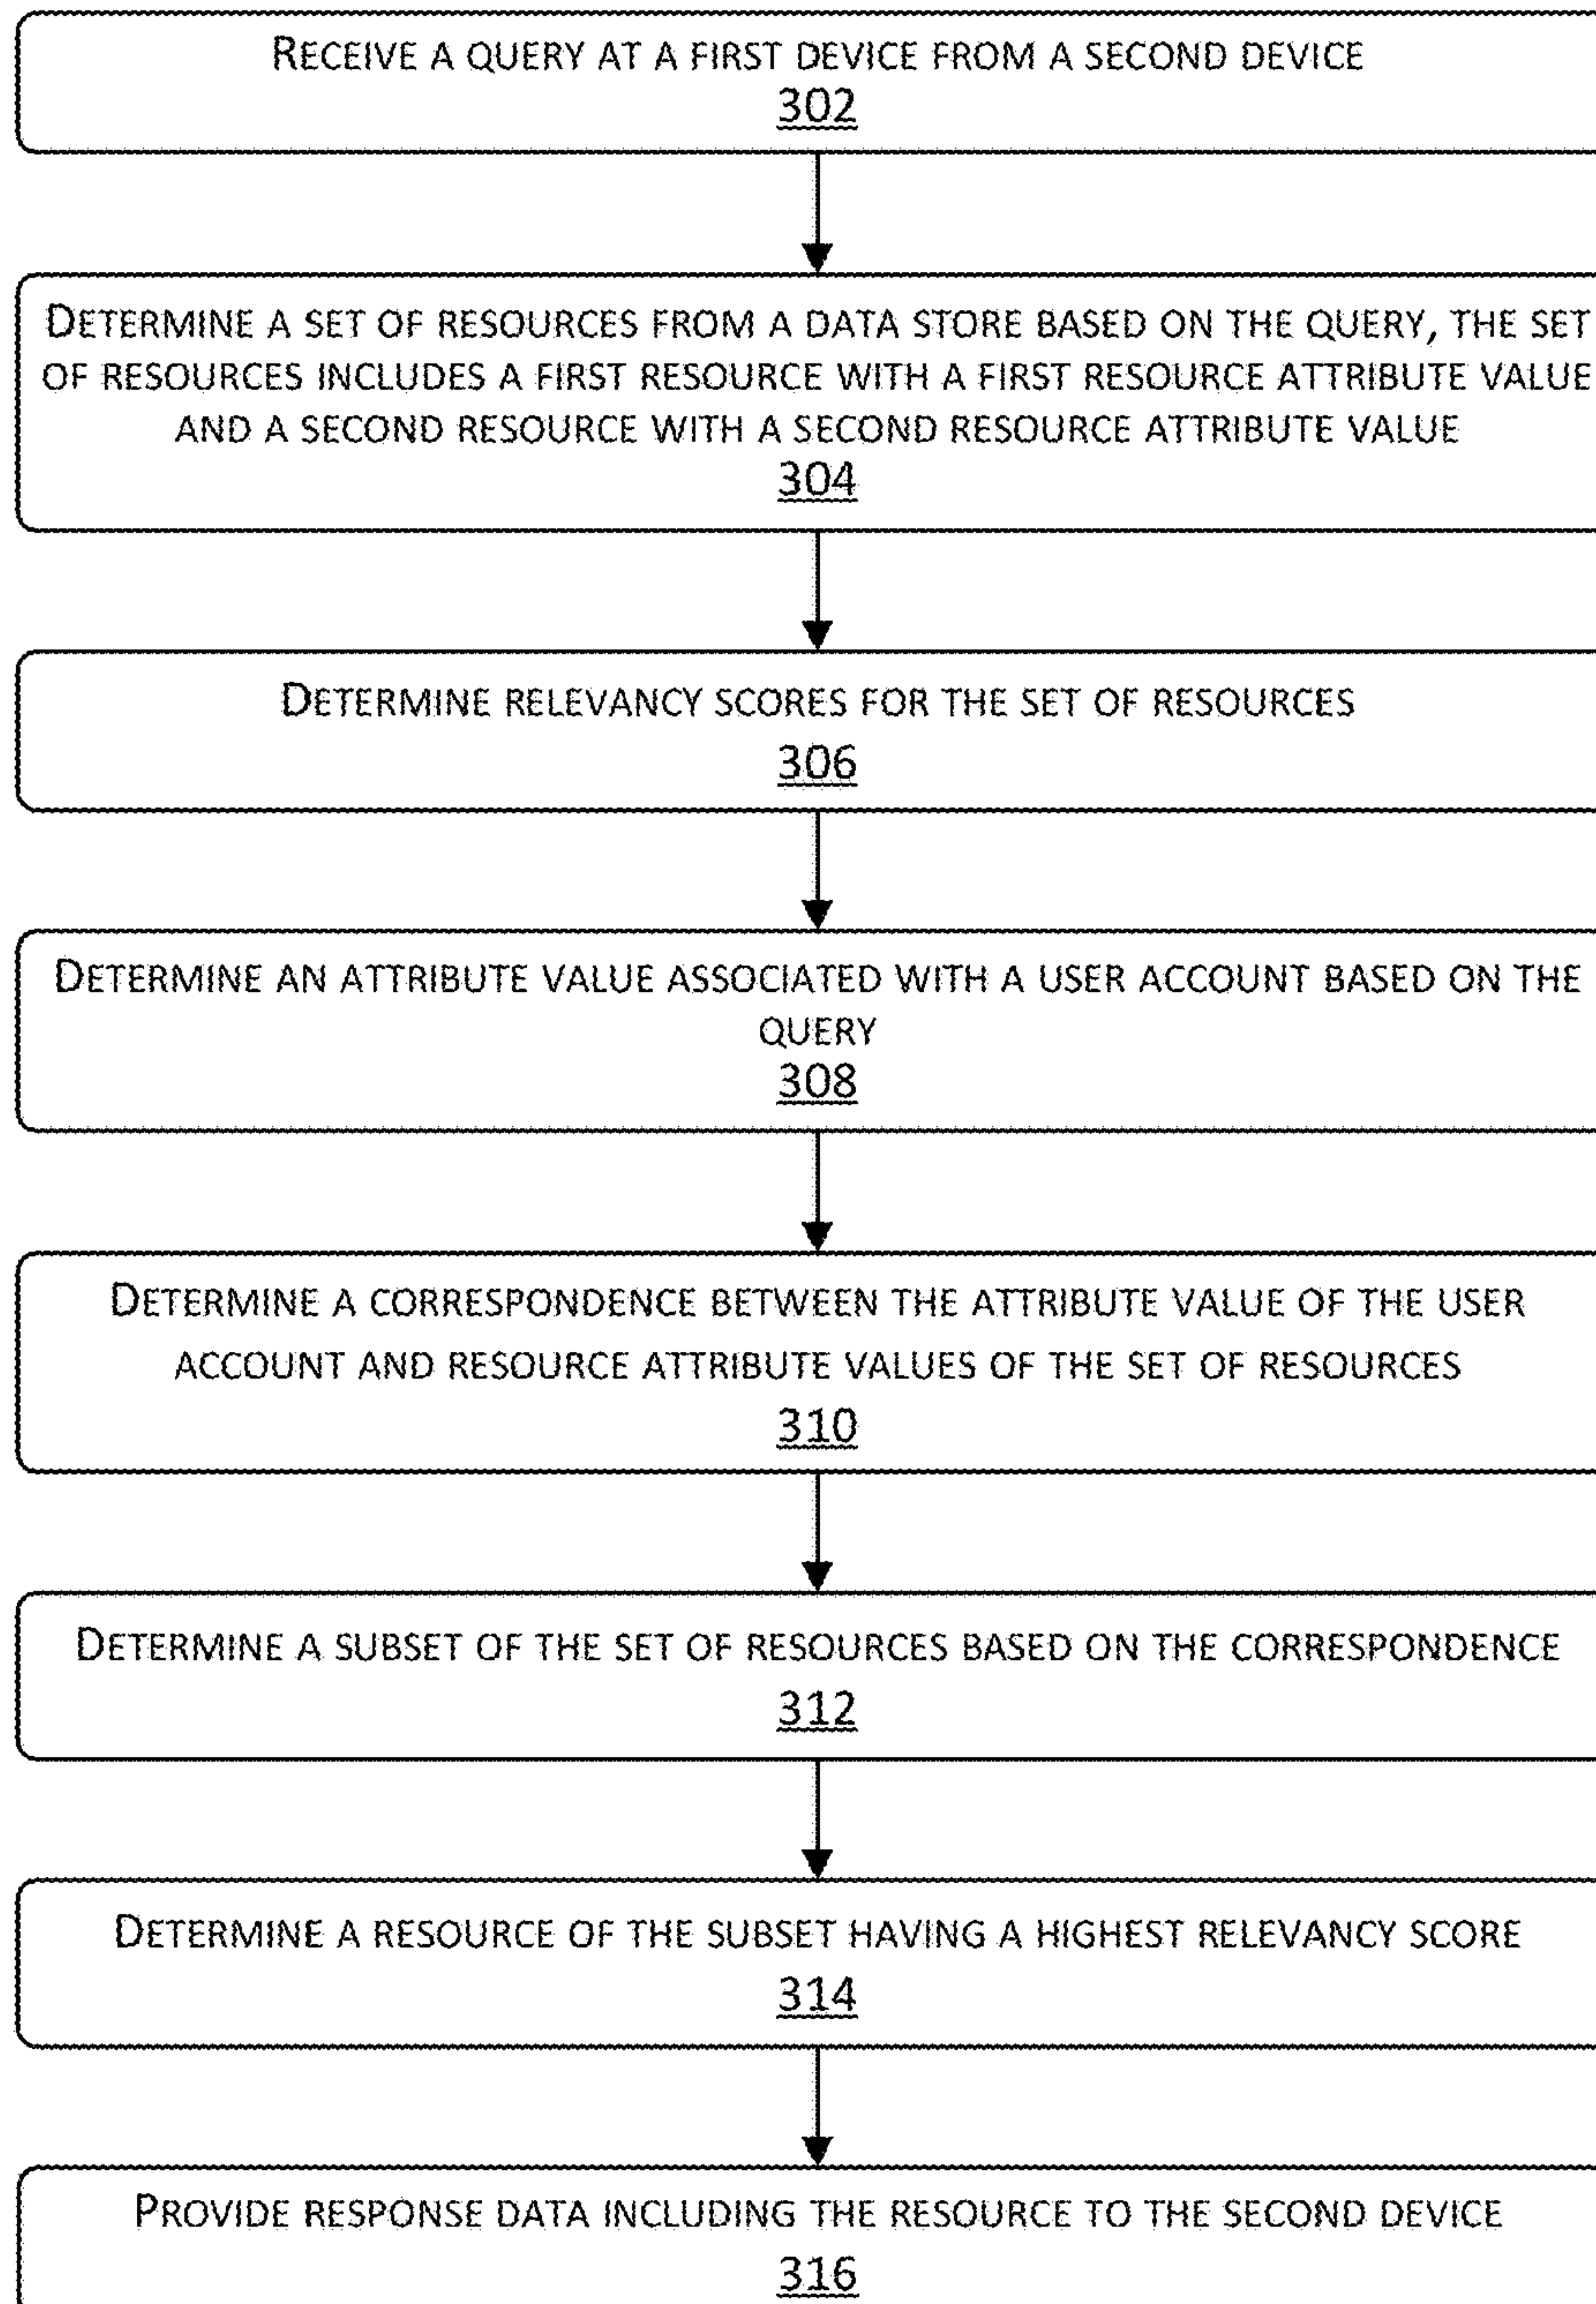 RECEIVE A QUERY AT A FIRST DEVICE FROM A SECOND DEVICE
302
DETERMINE A SET OF RESOURCES FROM A DATA STORE BASED ON THE QUERY, THE SET
OF RESOURCES INCLUDES A FIRST RESOURCE WITH A FIRST RESOURCE ATTRIBUTE VALUE
AND A SECOND RESOURCE WITH A SECOND RESOURCE ATTRIBUTE VALUE
304
DETERMINE RELEVANCY SCORES FOR THE SET OF RESOURCES
306
DETERMINE AN ATTRIBUTE VALUE ASSOCIATED WITH A USER ACCOUNT BASED ON THE
QUERY
308
DETERMINE A CORRESPONDENCE BETWEEN THE ATTRIBUTE VALUE OF THE USER
ACCOUNT AND RESOURCE ATTRIBUTE VALUES OF THE SET OF RESOURCES
310
DETERMINE A SUBSET OF THE SET OF RESOURCES BASED ON THE CORRESPONDENCE
312
DETERMINE A RESOURCE OF THE SUBSET HAVING A HIGHEST RELEVANCY SCORE
314
PROVIDE RESPONSE DATA INCLUDING THE RESOURCE TO THE SECOND DEVICE
316